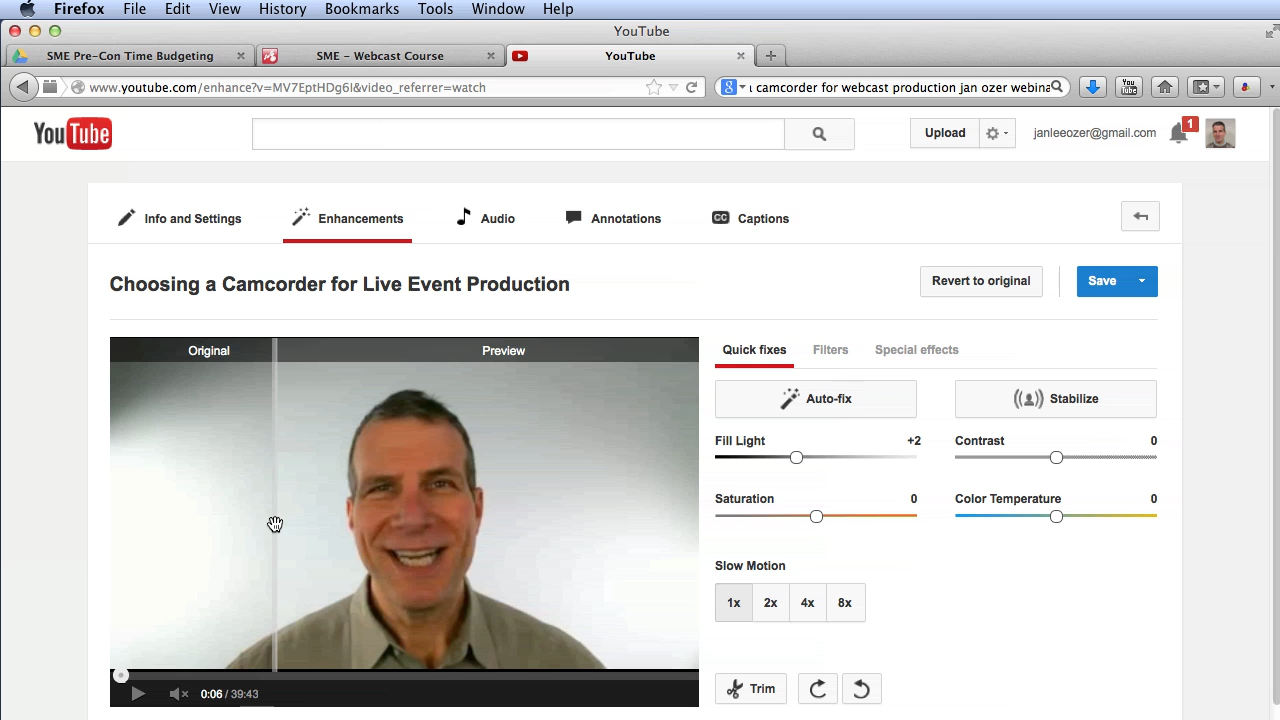 Firefox File Edit View History Bookmarks Tools Window Help
YouTube
SME Pre-Con Time Budgeting SME - Webcast Course YouTube
www.youtube.com/enhance?v=MV7EptHDg6I&video_referrer=watch camcorder for webcast production jan ozer webina
YouTube Upload janleeozer@gmail.com 1
Info and Settings Enhancements Audio Annotations CC Captions
Choosing a Camcorder for Live Event Production Revert to original Save
Original Preview Quick fixes Filters Special effects
Auto-fix Stabilize
Fill Light +2 Contrast 0
Saturation 0 Color Temperature 0
Slow Motion
1x 2x 4x 8x
0:06 / 39:43 Trim